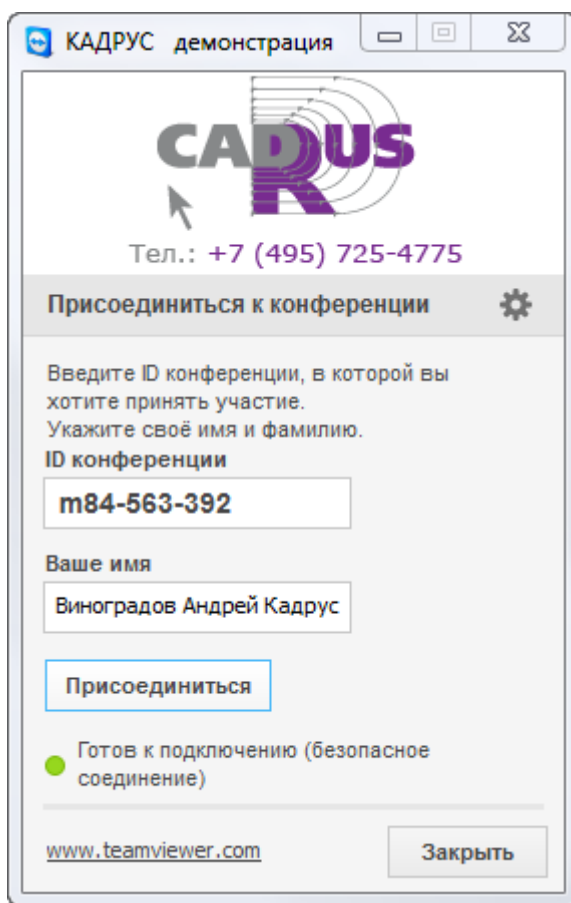 КАДРУС демонстрация
CADRUS
Тел.: +7 (495) 725-4775
Присоединиться к конференции
Введите ID конференции, в которой вы
хотите принять участие.
Укажите своё имя и фамилию.
ID конференции
m84-563-392
Ваше имя
Виноградов Андрей Кадрус
Присоединиться
Готов к подключению (безопасное
соединение)
www.teamviewer.com
Закрыть